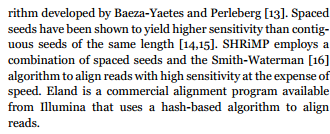 rithm developed by Baeza-Yaetes and Perleberg [13]. Spaced
seeds have been shown to yield higher sensitivity than contig-
uous seeds of the same length [14,15]. SHRiMP employs a
combination of spaced seeds and the Smith-Waterman [16]
algorithm to align reads with high sensitivity at the expense of
speed. Eland is a commercial alignment program available
from Illumina that uses a hash-based algorithm to align
reads.